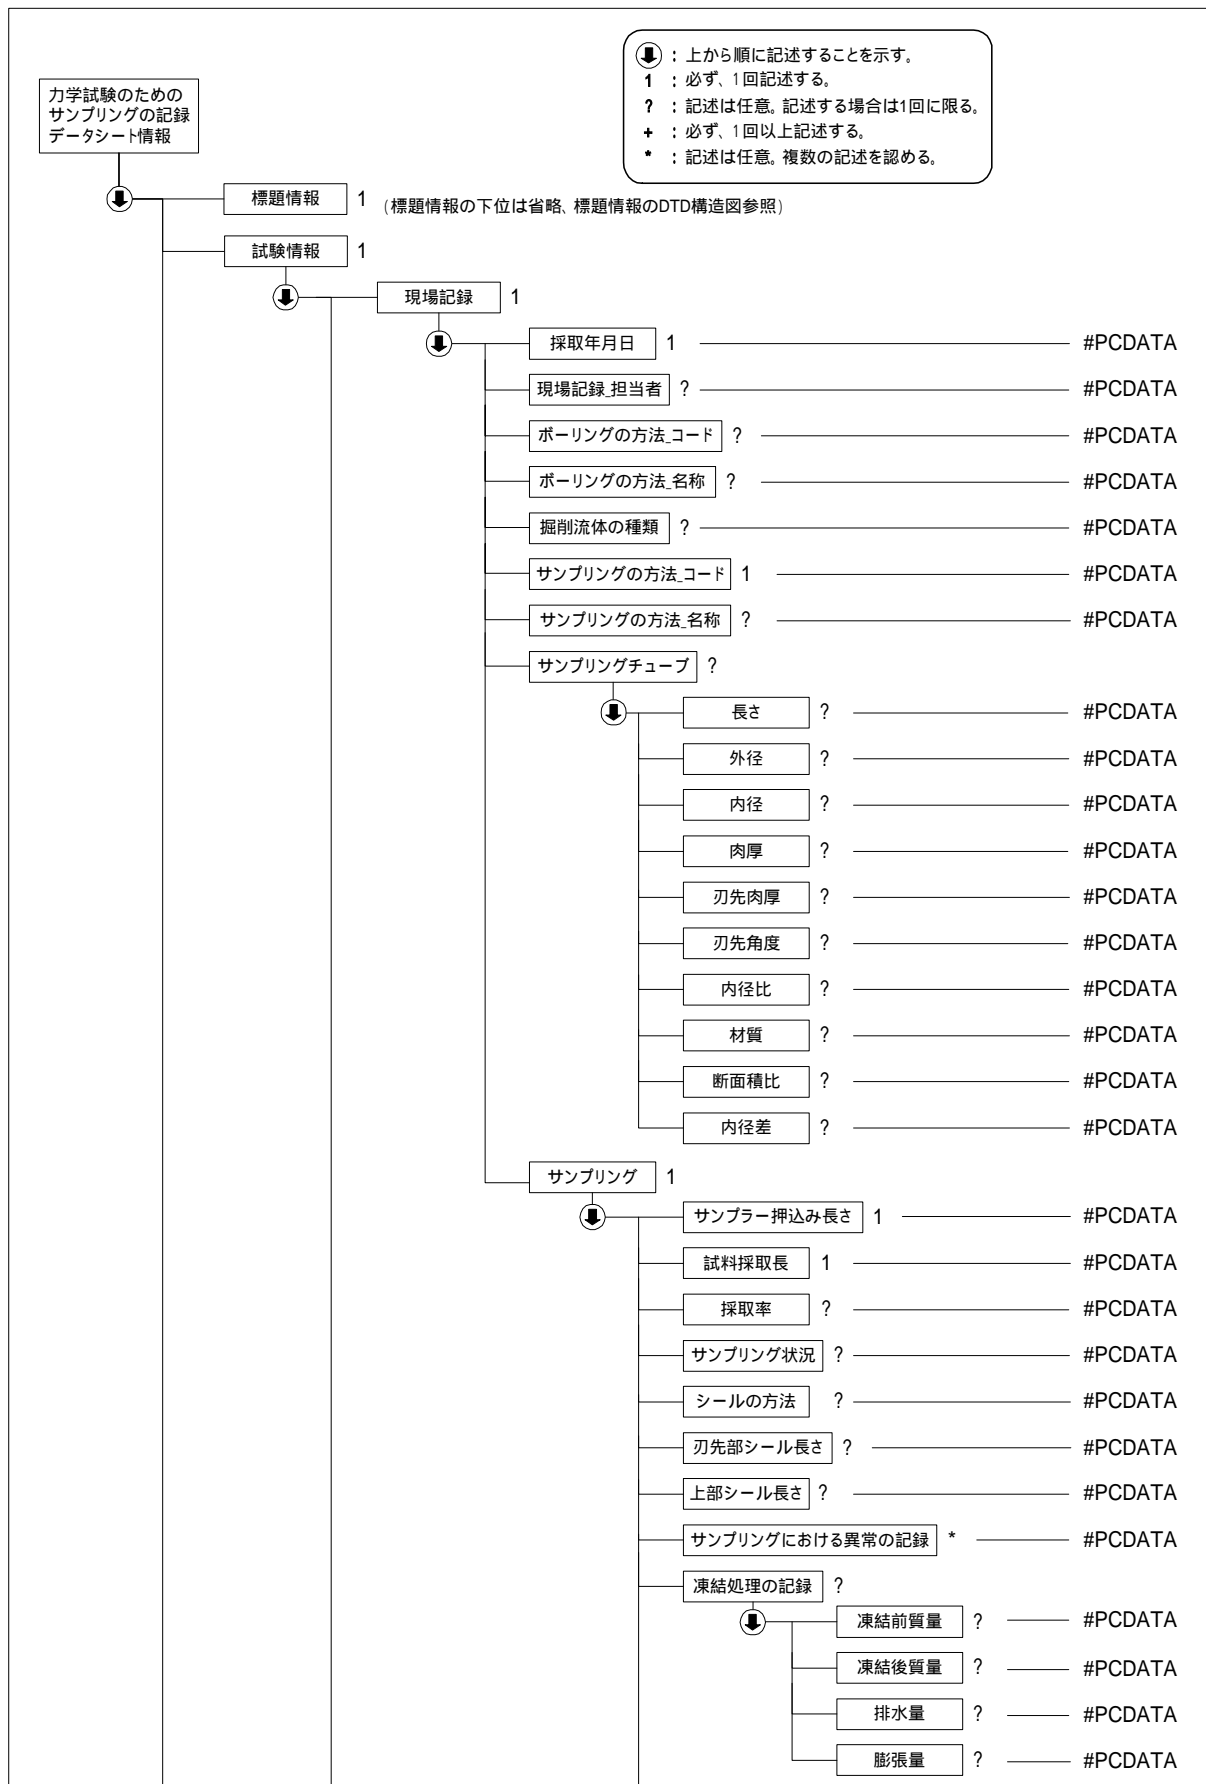 ：上から順に記述することを示す。
1 ：必ず、1回記述する。
? ：記述は任意。記述する場合は1回に限る。
+ ：必ず、1回以上記述する。
* ：記述は任意。複数の記述を認める。
力学試験のための
サンプリングの記録
データシート情報
標題情報 1 (標題情報の下位は省略、標題情報のDTD構造図参照)
試験情報 1
現場記録 1
採取年月日 1 #PCDATA
現場記録_担当者 ? #PCDATA
ボーリングの方法_コード ? #PCDATA
ボーリングの方法_名称 ? #PCDATA
掘削流体の種類 ? #PCDATA
サンプリングの方法_コード 1 #PCDATA
サンプリングの方法_名称 ? #PCDATA
サンプリングチューブ ?
長さ ? #PCDATA
外径 ? #PCDATA
内径 ? #PCDATA
肉厚 ? #PCDATA
刃先肉厚 ? #PCDATA
刃先角度 ? #PCDATA
内径比 ? #PCDATA
材質 ? #PCDATA
断面積比 ? #PCDATA
内径差 ? #PCDATA
サンプリング 1
サンプラー押込み長さ 1 #PCDATA
試料採取長 1 #PCDATA
採取率 ? #PCDATA
サンプリング状況 ? #PCDATA
シールの方法 ? #PCDATA
刃先部シール長さ ? #PCDATA
上部シール長さ ? #PCDATA
サンプリングにおける異常の記録 * #PCDATA
凍結処理の記録 ?
凍結前質量 ? #PCDATA
凍結後質量 ? #PCDATA
排水量 ? #PCDATA
膨張量 ? #PCDATA